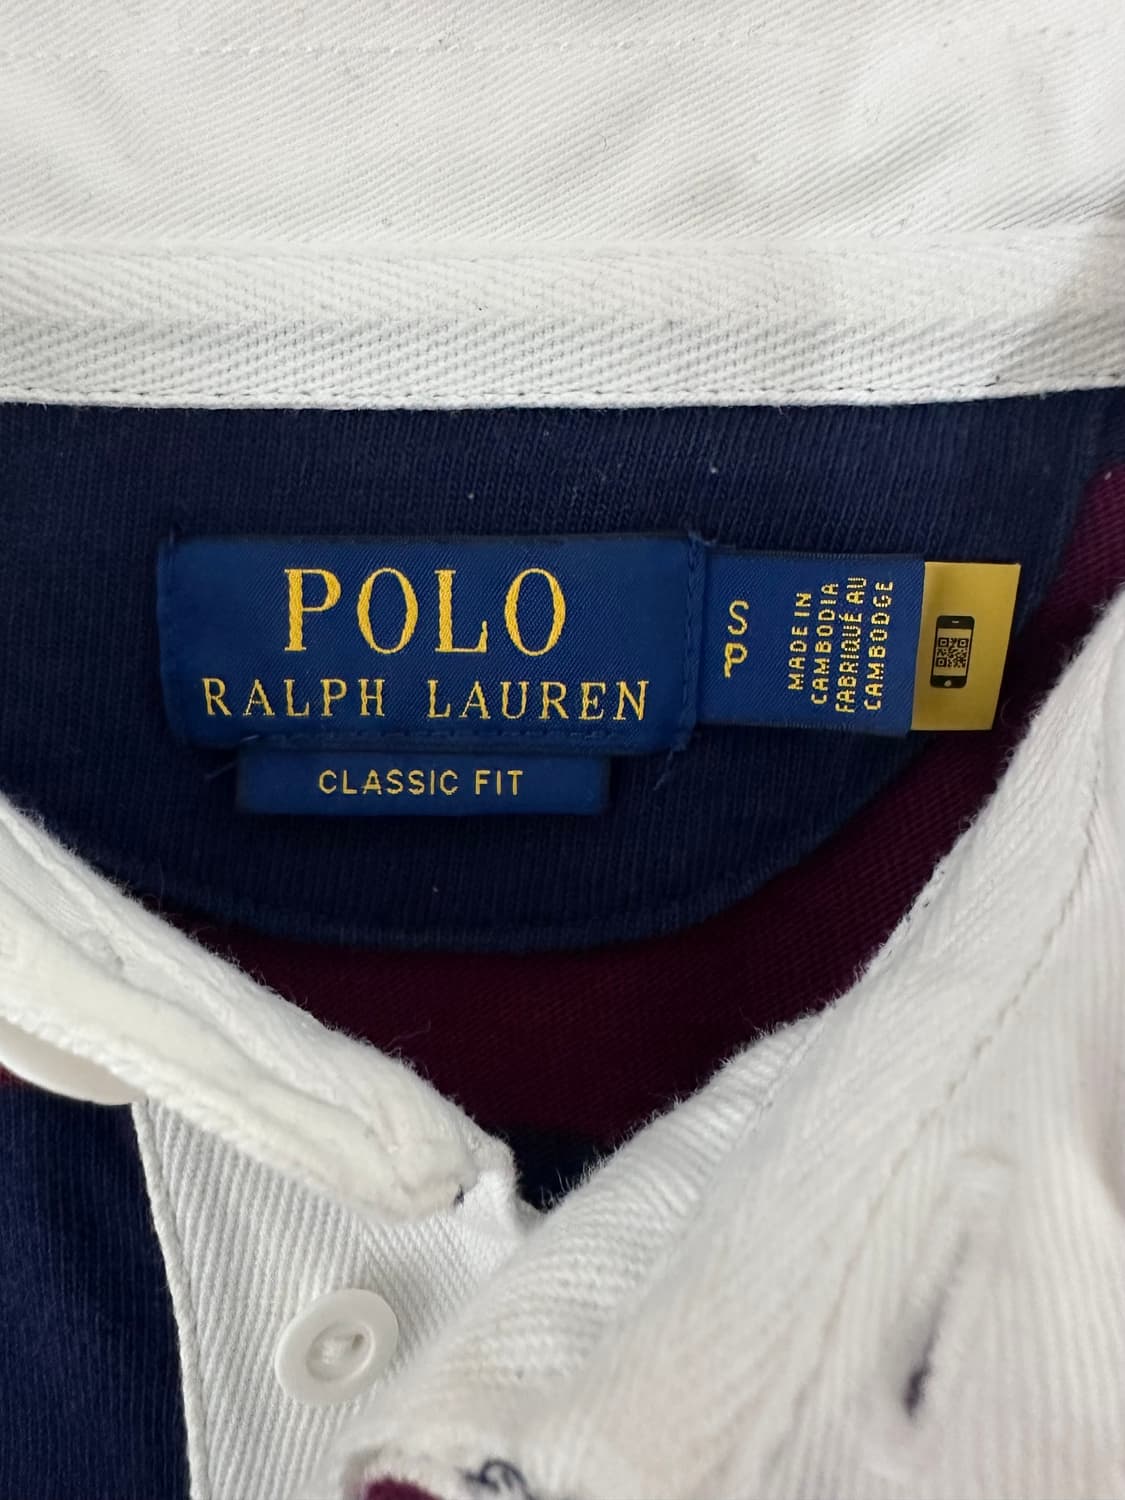 POLO
RALPH LAUREN
CLASSIC FIT
S
P
MADE IN
CAMBODIA
FABRIQUÉ AU
CAMBODGE